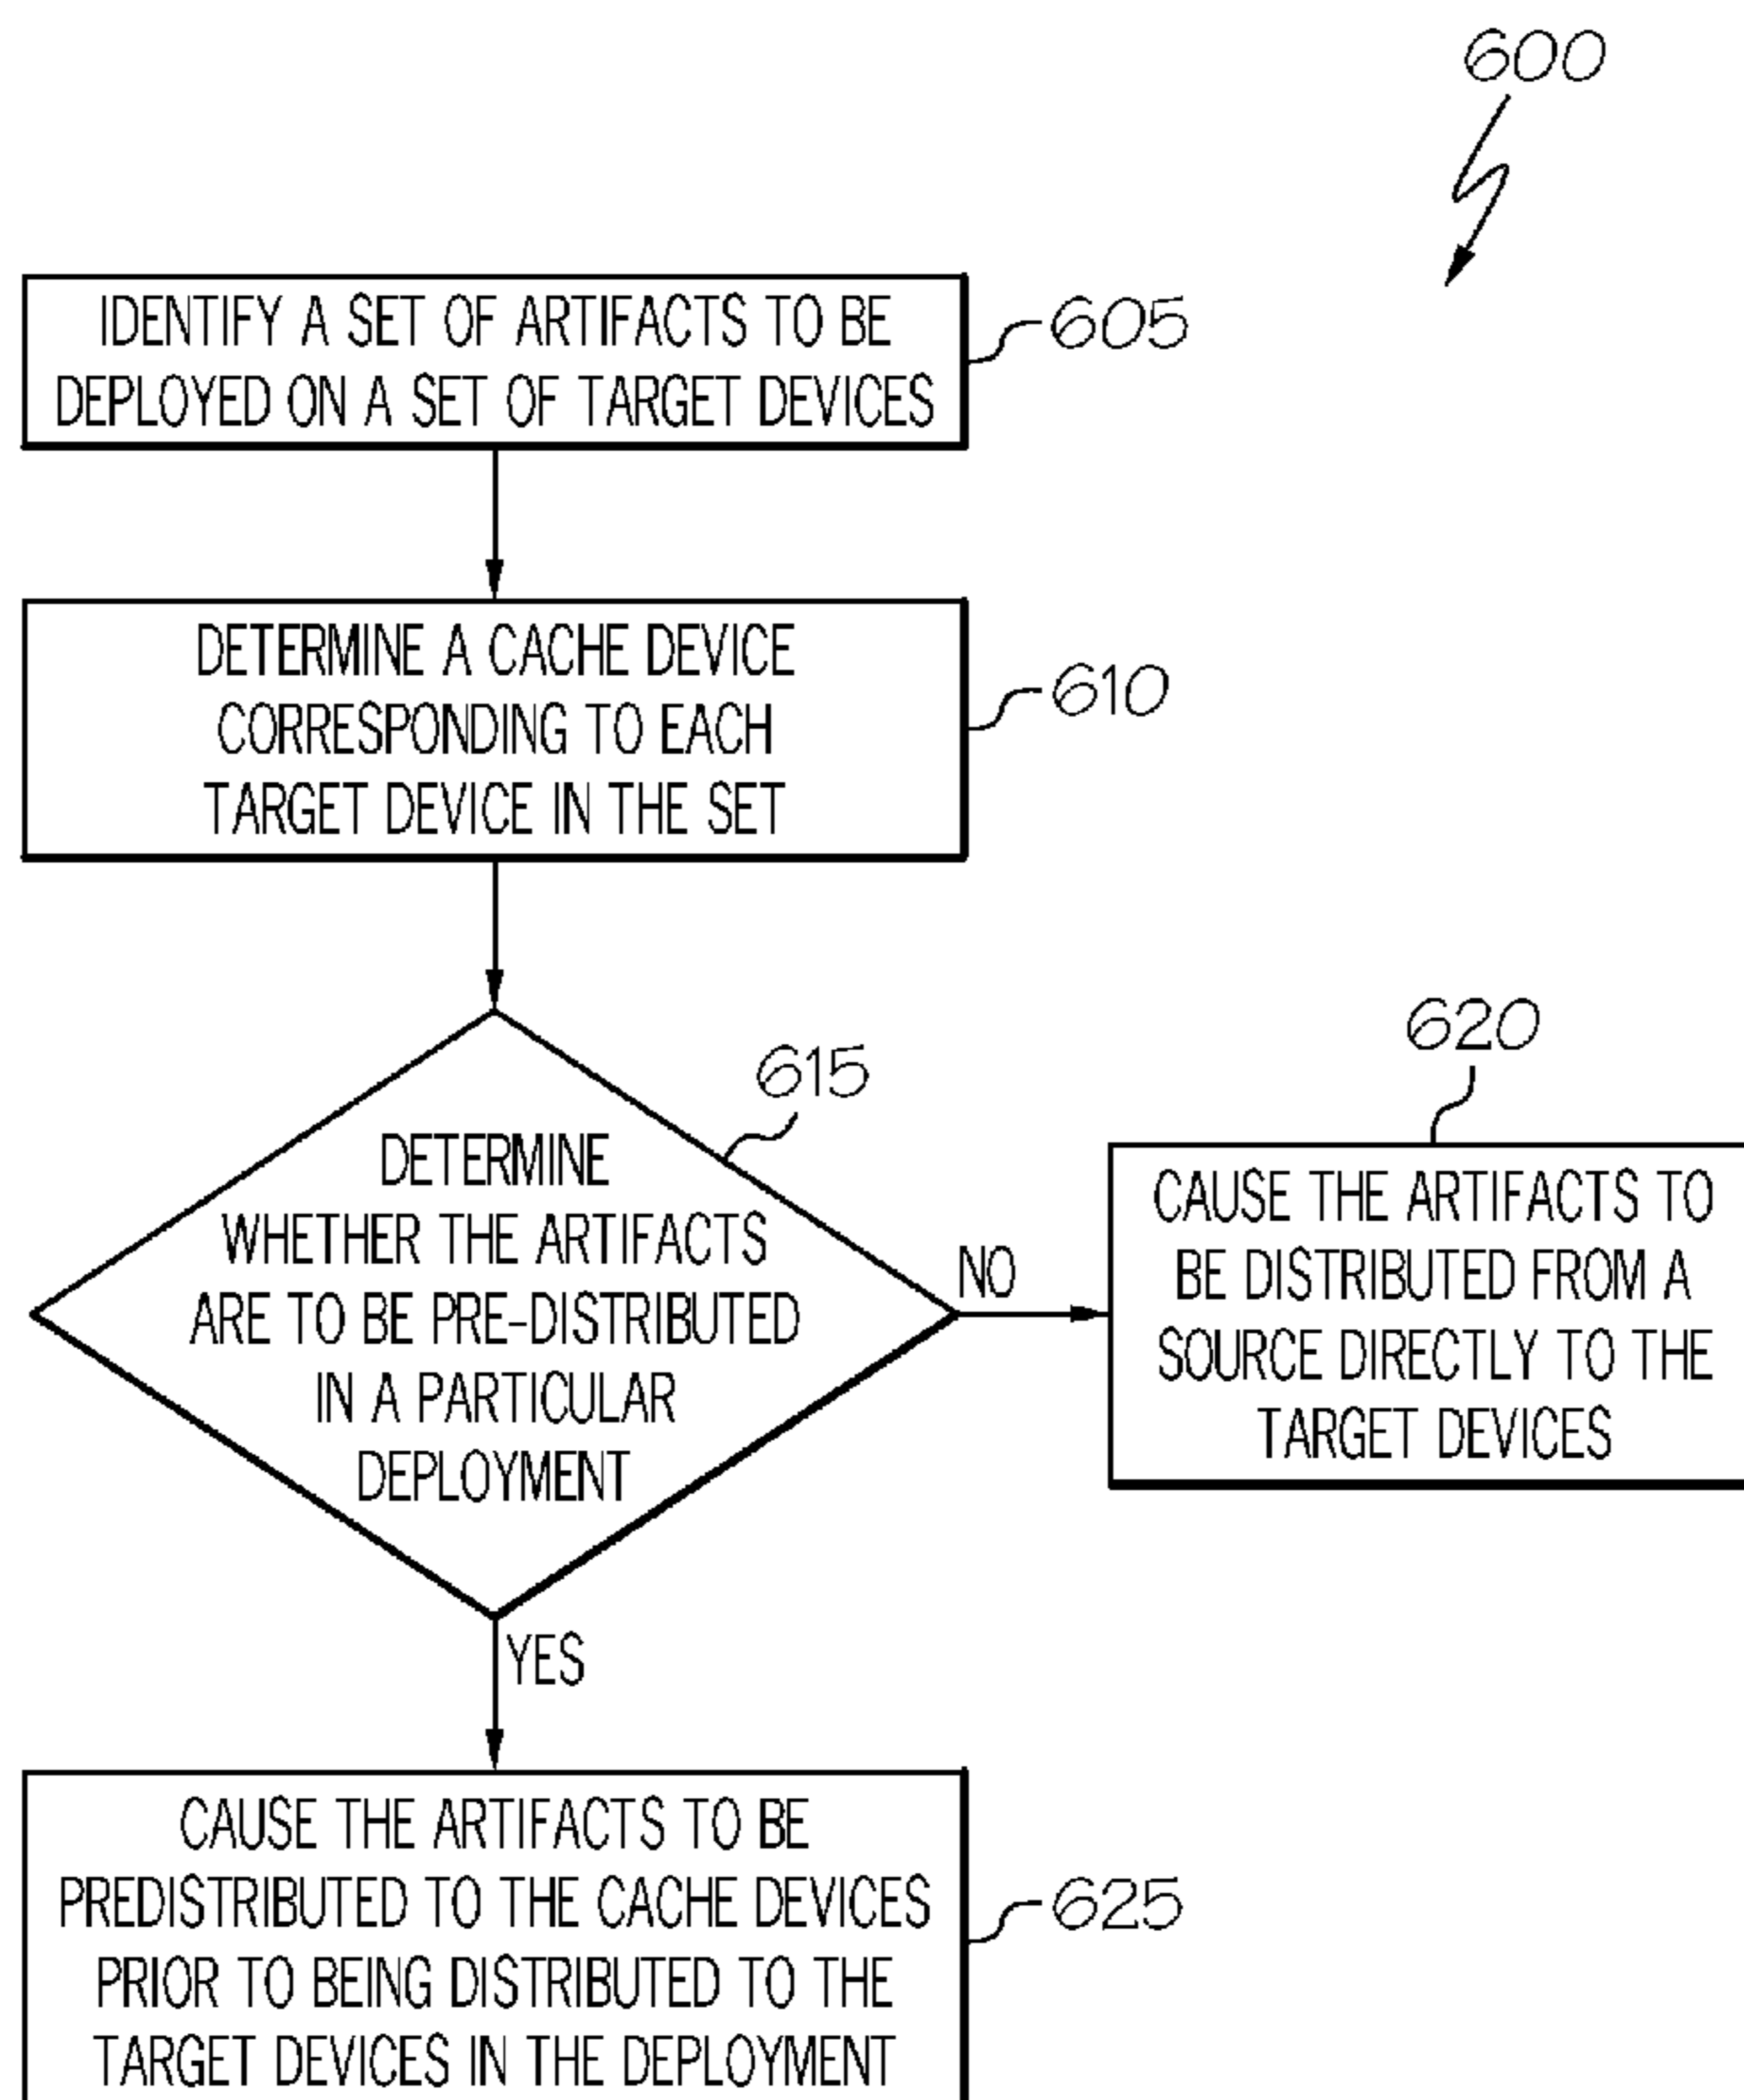 600
IDENTIFY A SET OF ARTIFACTS TO BE
DEPLOYED ON A SET OF TARGET DEVICES
605
DETERMINE A CACHE DEVICE
CORRESPONDING TO EACH
TARGET DEVICE IN THE SET
610
615
DETERMINE
WHETHER THE ARTIFACTS
ARE TO BE PRE-DISTRIBUTED
IN A PARTICULAR
DEPLOYMENT
NO
620
CAUSE THE ARTIFACTS TO
BE DISTRIBUTED FROM A
SOURCE DIRECTLY TO THE
TARGET DEVICES
YES
CAUSE THE ARTIFACTS TO BE
PREDISTRIBUTED TO THE CACHE DEVICES
PRIOR TO BEING DISTRIBUTED TO THE
TARGET DEVICES IN THE DEPLOYMENT
625